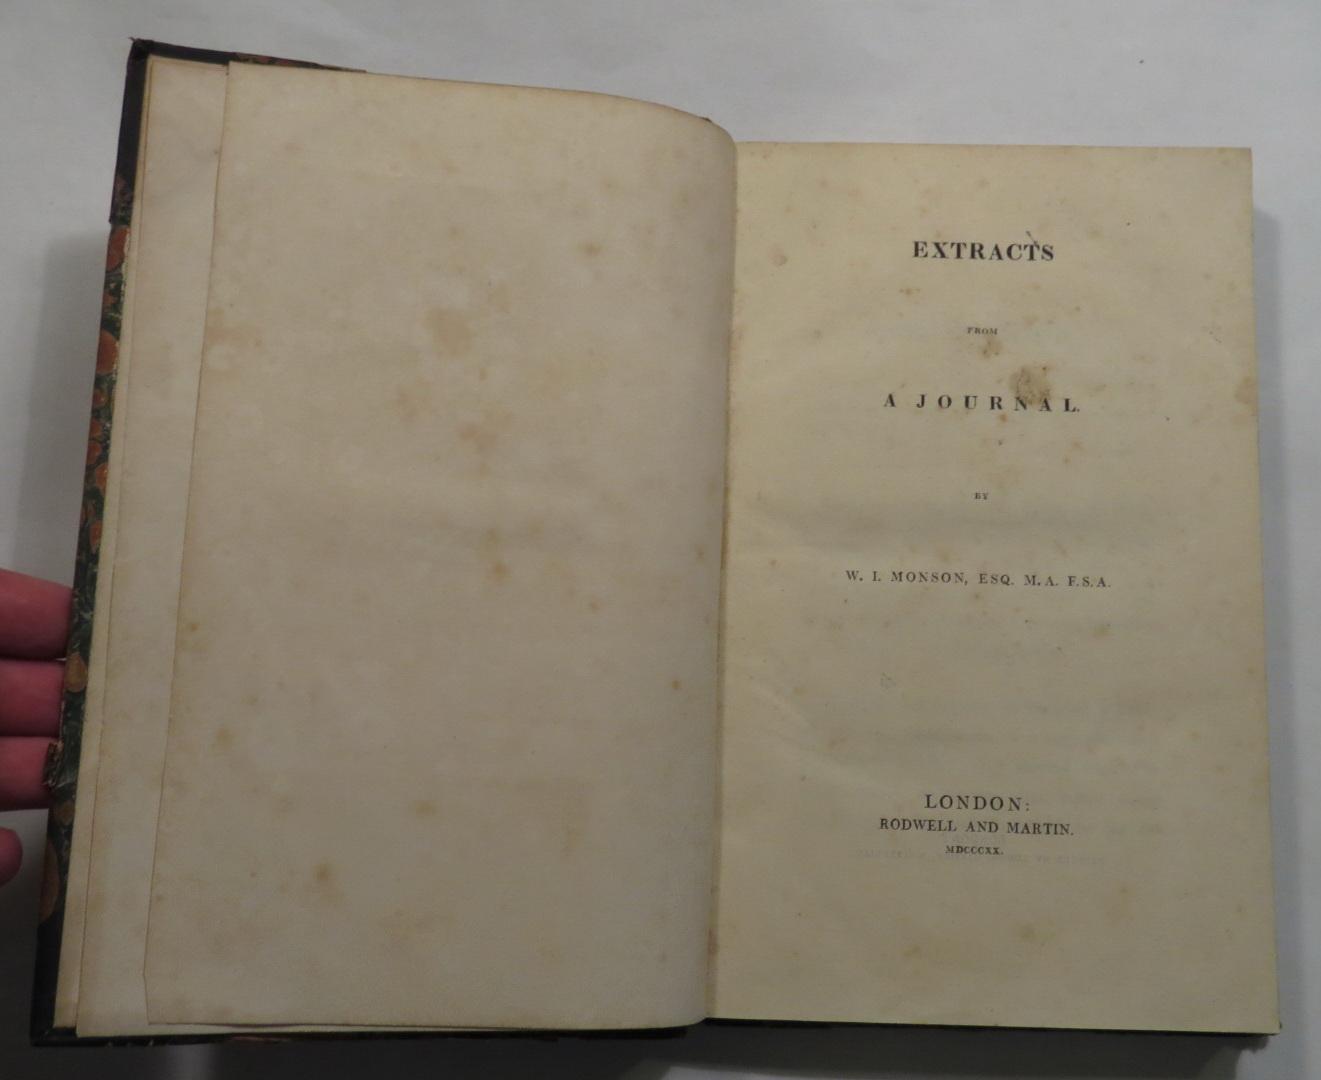 EXTRACTS
FROM
A JOURNAL.
BY
W. I. MONSON, ESQ. M.A. F.S.A.
LONDON:
RODWELL AND MARTIN.
MDCCCXX.